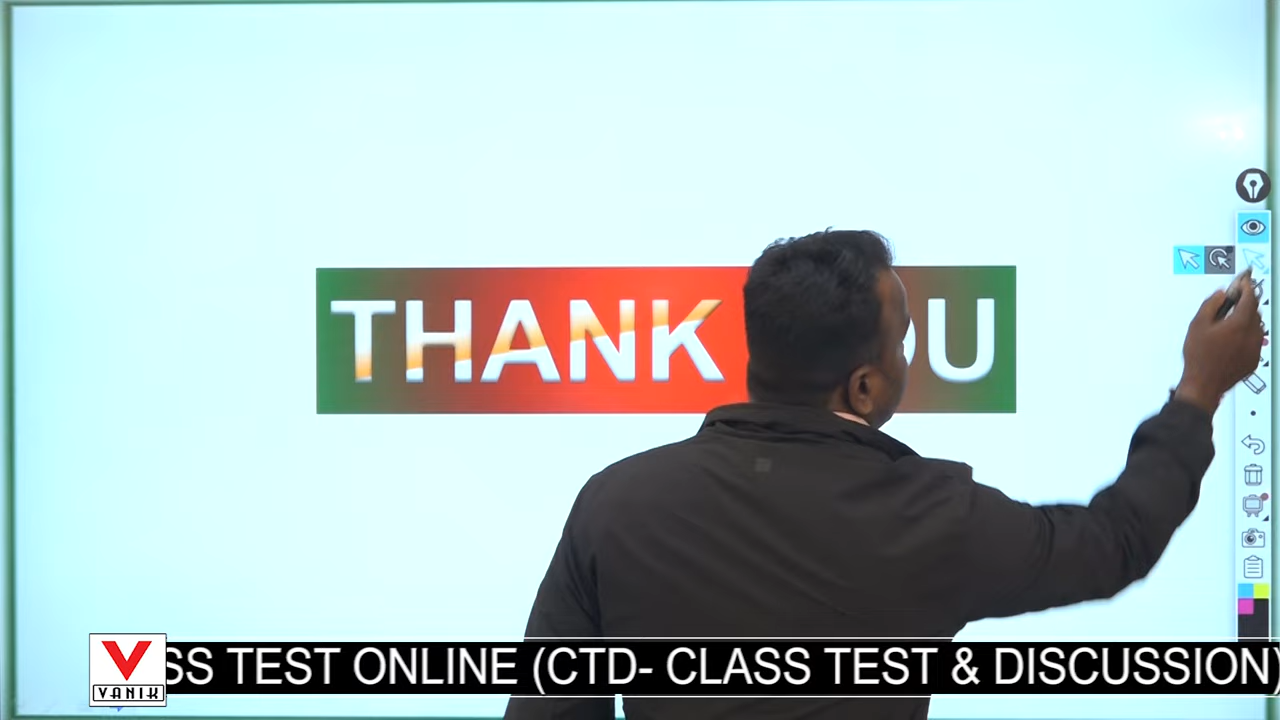 THANK
VANIK
SS TEST ONLINE (CTD- CLASS TEST & DISCUSSION)